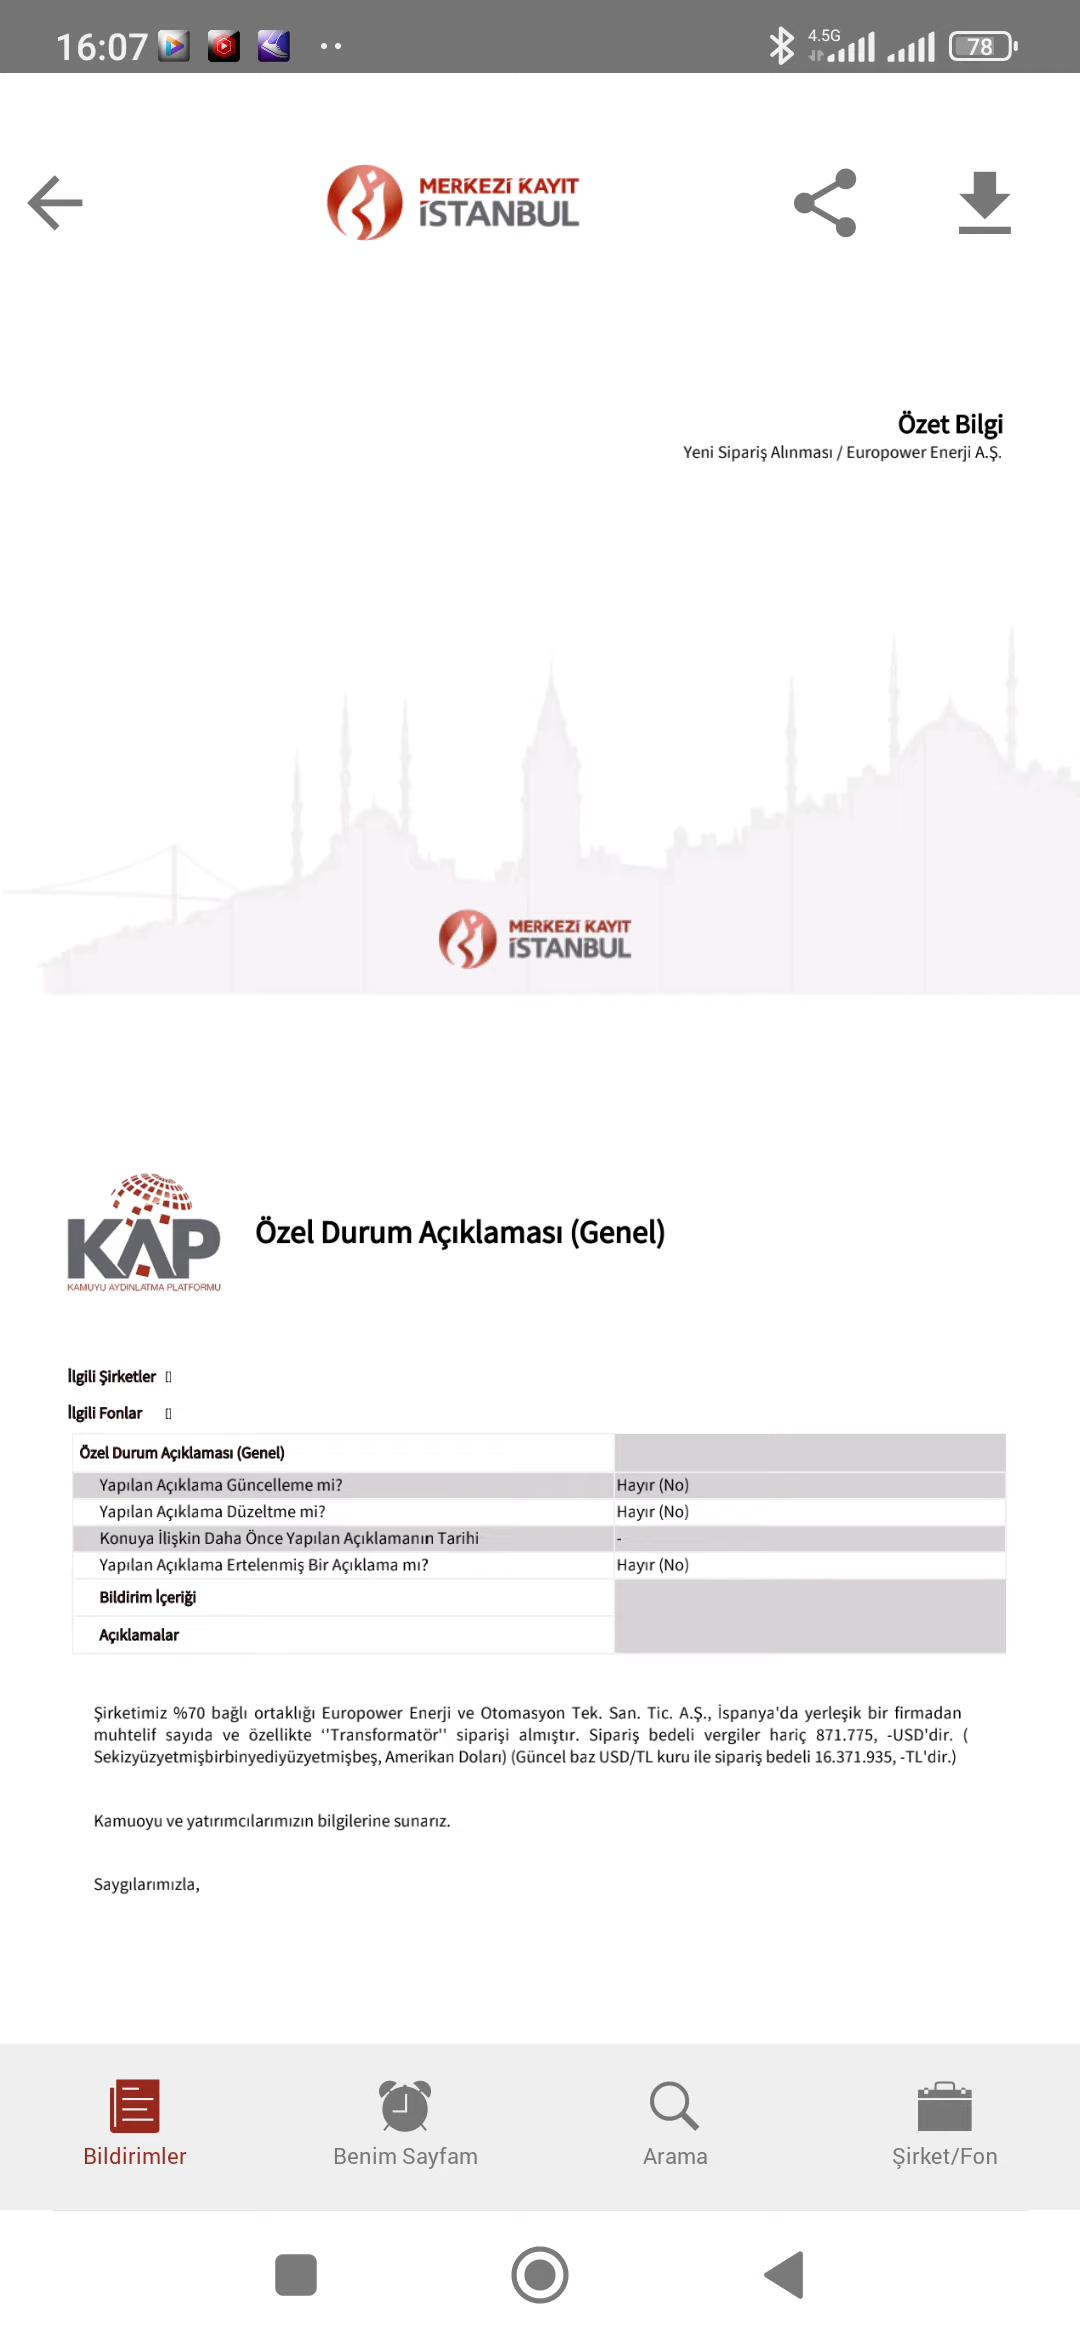 16:07
4.5G
78
MERKEZİ KAYIT
İSTANBUL
Özet Bilgi
Yeni Sipariş Alınması / Europower Enerji A.Ş.
MERKEZİ KAYIT
İSTANBUL
KAP
KAMUYU AYDINLATMA PLATFORMU
Özel Durum Açıklaması (Genel)
İlgili Şirketler []
İlgili Fonlar []
Özel Durum Açıklaması (Genel)
Yapılan Açıklama Güncelleme mi? Hayır (No)
Yapılan Açıklama Düzeltme mi? Hayır (No)
Konuya İlişkin Daha Önce Yapılan Açıklamanın Tarihi -
Yapılan Açıklama Ertelenmiş Bir Açıklama mı? Hayır (No)
Bildirim İçeriği
Açıklamalar
Şirketimiz %70 bağlı ortaklığı Europower Enerji ve Otomasyon Tek. San. Tic. A.Ş., İspanya'da yerleşik bir firmadan
muhtelif sayıda ve özellikte ‘'Transformatör'' siparişi almıştır. Sipariş bedeli vergiler hariç 871.775, -USD'dir. (
Sekizyüzyetmişbirbinyediyüzyetmişbeş, Amerikan Doları) (Güncel baz USD/TL kuru ile sipariş bedeli 16.371.935, -TL'dir.)
Kamuoyu ve yatırımcılarımızın bilgilerine sunarız.
Saygılarımızla,
Bildirimler
Benim Sayfam
Arama
Şirket/Fon